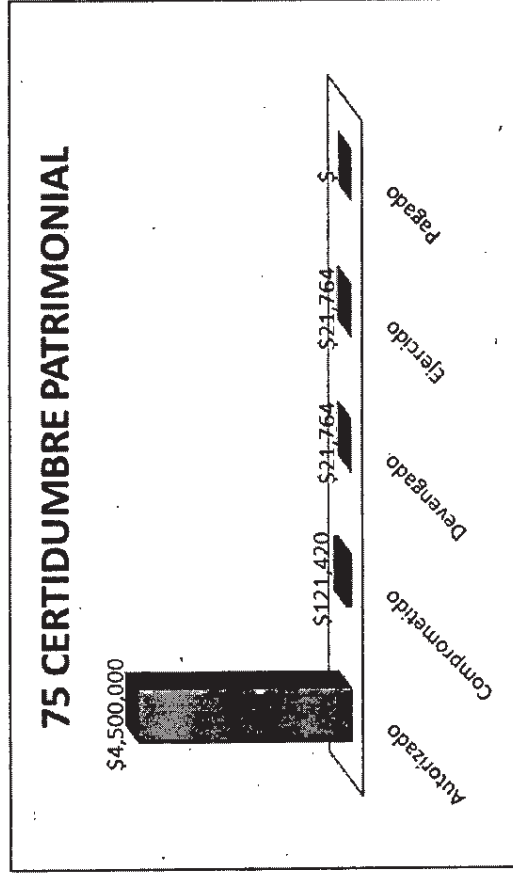 75 CERTIDUMBRE PATRIMONIAL
$4,500,000
$121,420
$21,764
$21,764
$
Autorizado
Comprometido
Devengado
Ejercido
Pagado